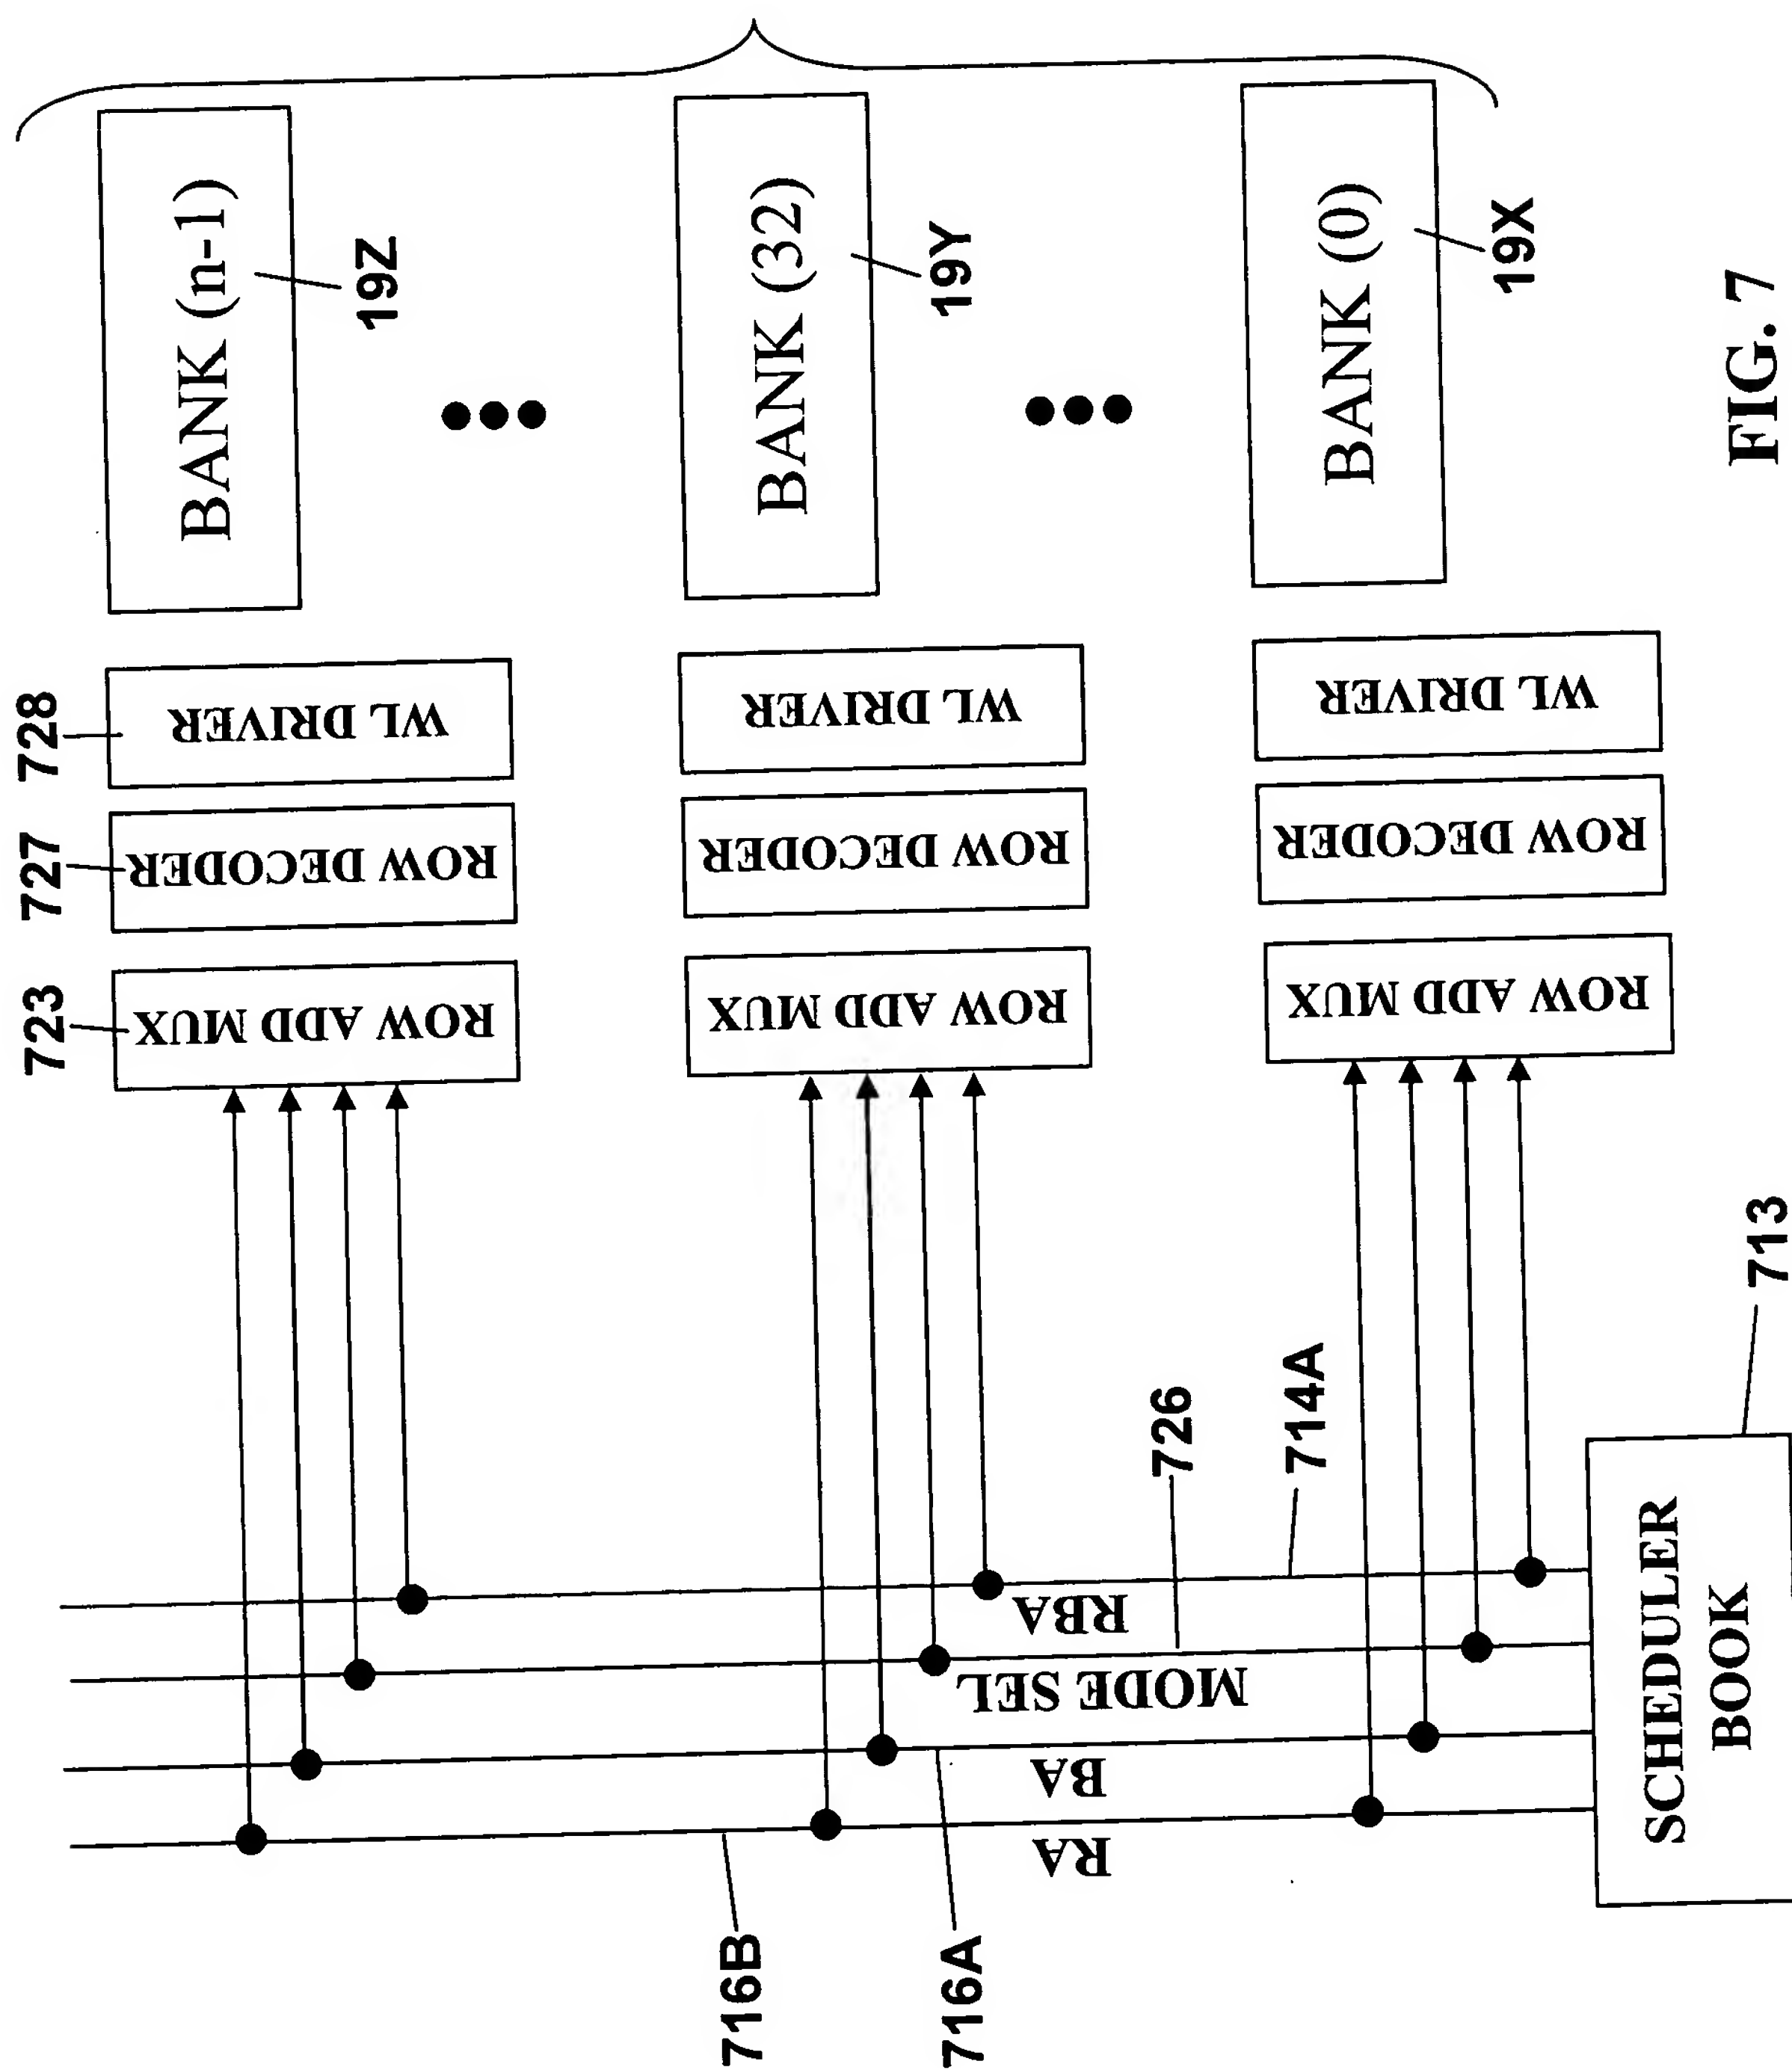 BANK (n-1)
19Z
BANK (32)
19Y
BANK (0)
19X
728
WL DRIVER
WL DRIVER
WL DRIVER
727
ROW DECODER
ROW DECODER
ROW DECODER
723
ROW ADD MUX
ROW ADD MUX
ROW ADD MUX
RBA
714A
MODE SEL
726
BA
716A
RA
716B
SCHEDULER
BOOK
713
FIG. 7